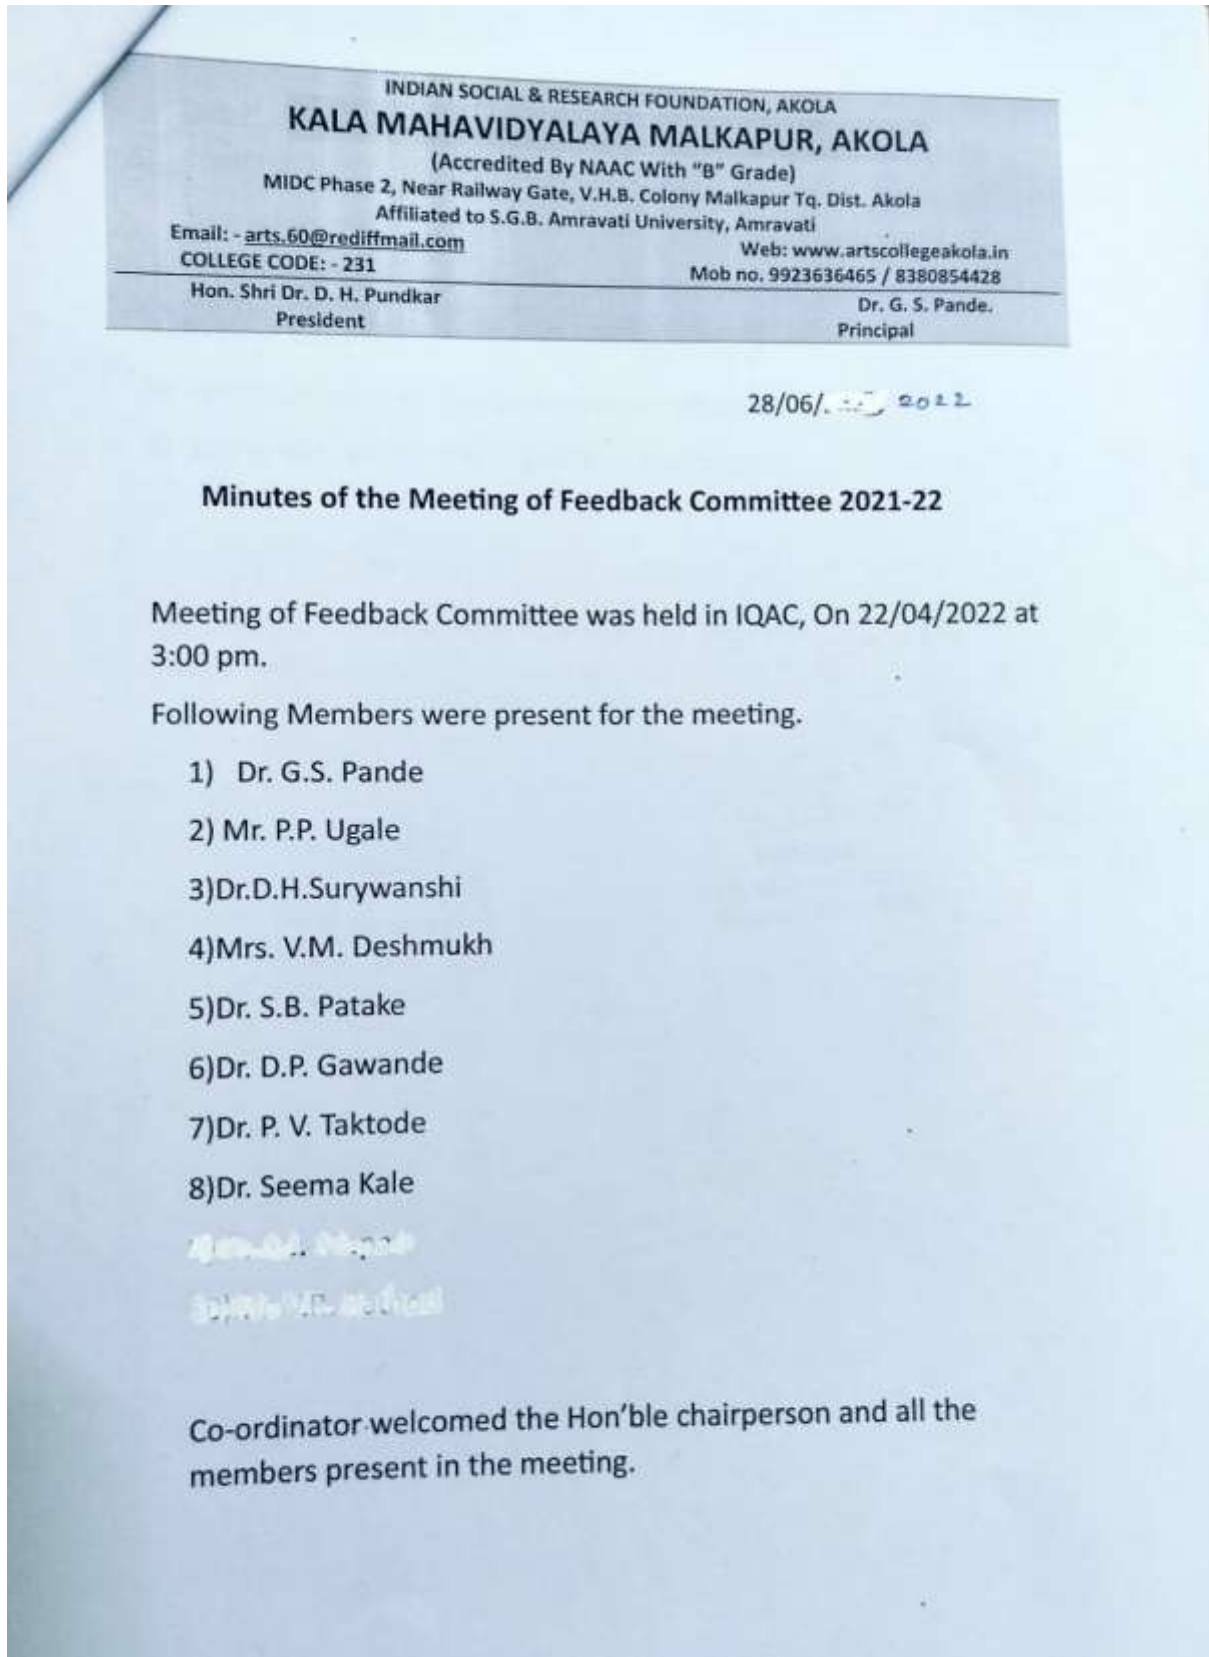 INDIAN SOCIAL & RESEARCH FOUNDATION, AKOLA
KALA MAHAVIDYALAYA MALKAPUR, AKOLA
(Accredited By NAAC With "B" Grade)
MIDC Phase 2, Near Railway Gate, V.H.B. Colony Malkapur Tq. Dist. Akola
Affiliated to S.G.B. Amravati University, Amravati
Email: - arts.60@rediffmail.com Web: www.artscollegeakola.in
COLLEGE CODE: - 231 Mob no. 9923636465 / 8380854428
Hon. Shri Dr. D. H. Pundkar Dr. G. S. Pande.
President Principal
28/06/ 2022
Minutes of the Meeting of Feedback Committee 2021-22
Meeting of Feedback Committee was held in IQAC, On 22/04/2022 at
3:00 pm.
Following Members were present for the meeting.
1) Dr. G.S. Pande
2) Mr. P.P. Ugale
3)Dr.D.H.Surywanshi
4)Mrs. V.M. Deshmukh
5)Dr. S.B. Patake
6)Dr. D.P. Gawande
7)Dr. P. V. Taktode
8)Dr. Seema Kale
Co-ordinator welcomed the Hon'ble chairperson and all the
members present in the meeting.